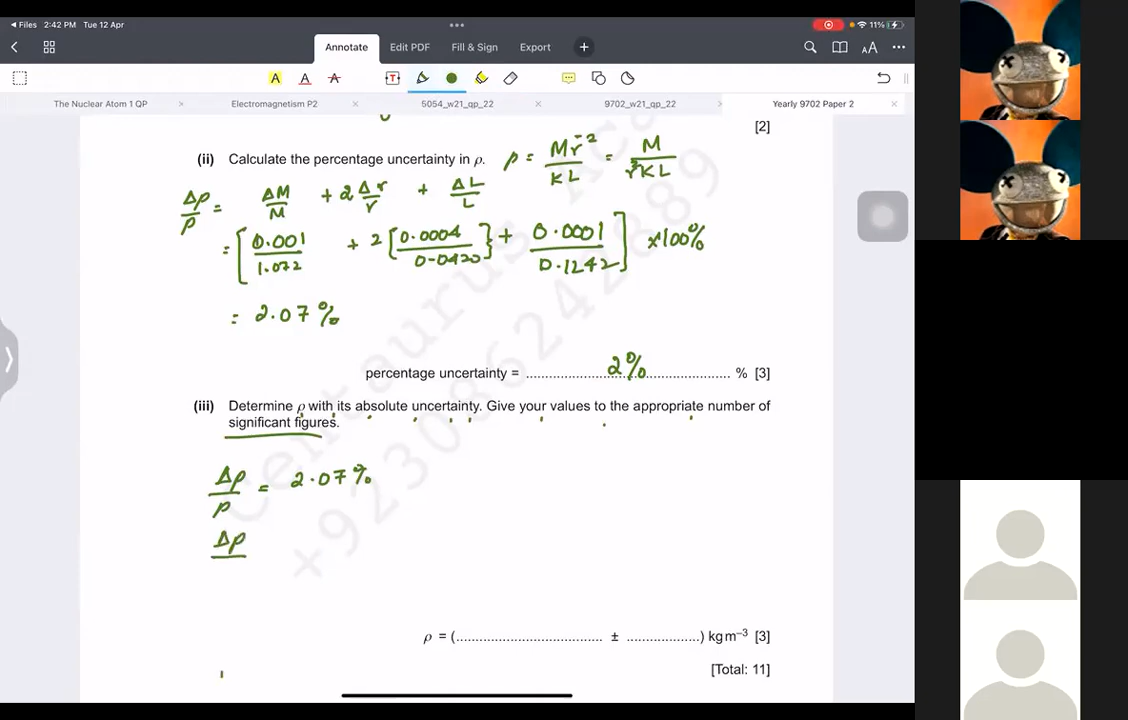 Files 2:42 PM Tue 12 Apr 11%
Annotate Edit PDF Fill & Sign Export
The Nuclear Atom 1 QP Electromagnetism P2 5054_w21_qp_22 9702_w21_qp_22 Yearly 9702 Paper 2
[2]
(ii) Calculate the percentage uncertainty in ρ. ρ = Mr⁻²/KL = M/r²KL
Δρ/ρ = ΔM/M + 2Δr/r + ΔL/L
= [0.001/1.072 + 2[0.0004/0.0420] + 0.0001/0.1242] ×100%
= 2.07%
percentage uncertainty = ........ 2% ........ % [3]
(iii) Determine ρ with its absolute uncertainty. Give your values to the appropriate number of
significant figures.
Δρ/ρ = 2.07%
Δρ
ρ = (........ ± ........) kg m⁻³ [3]
[Total: 11]
Centaurus Aca
+923086242889